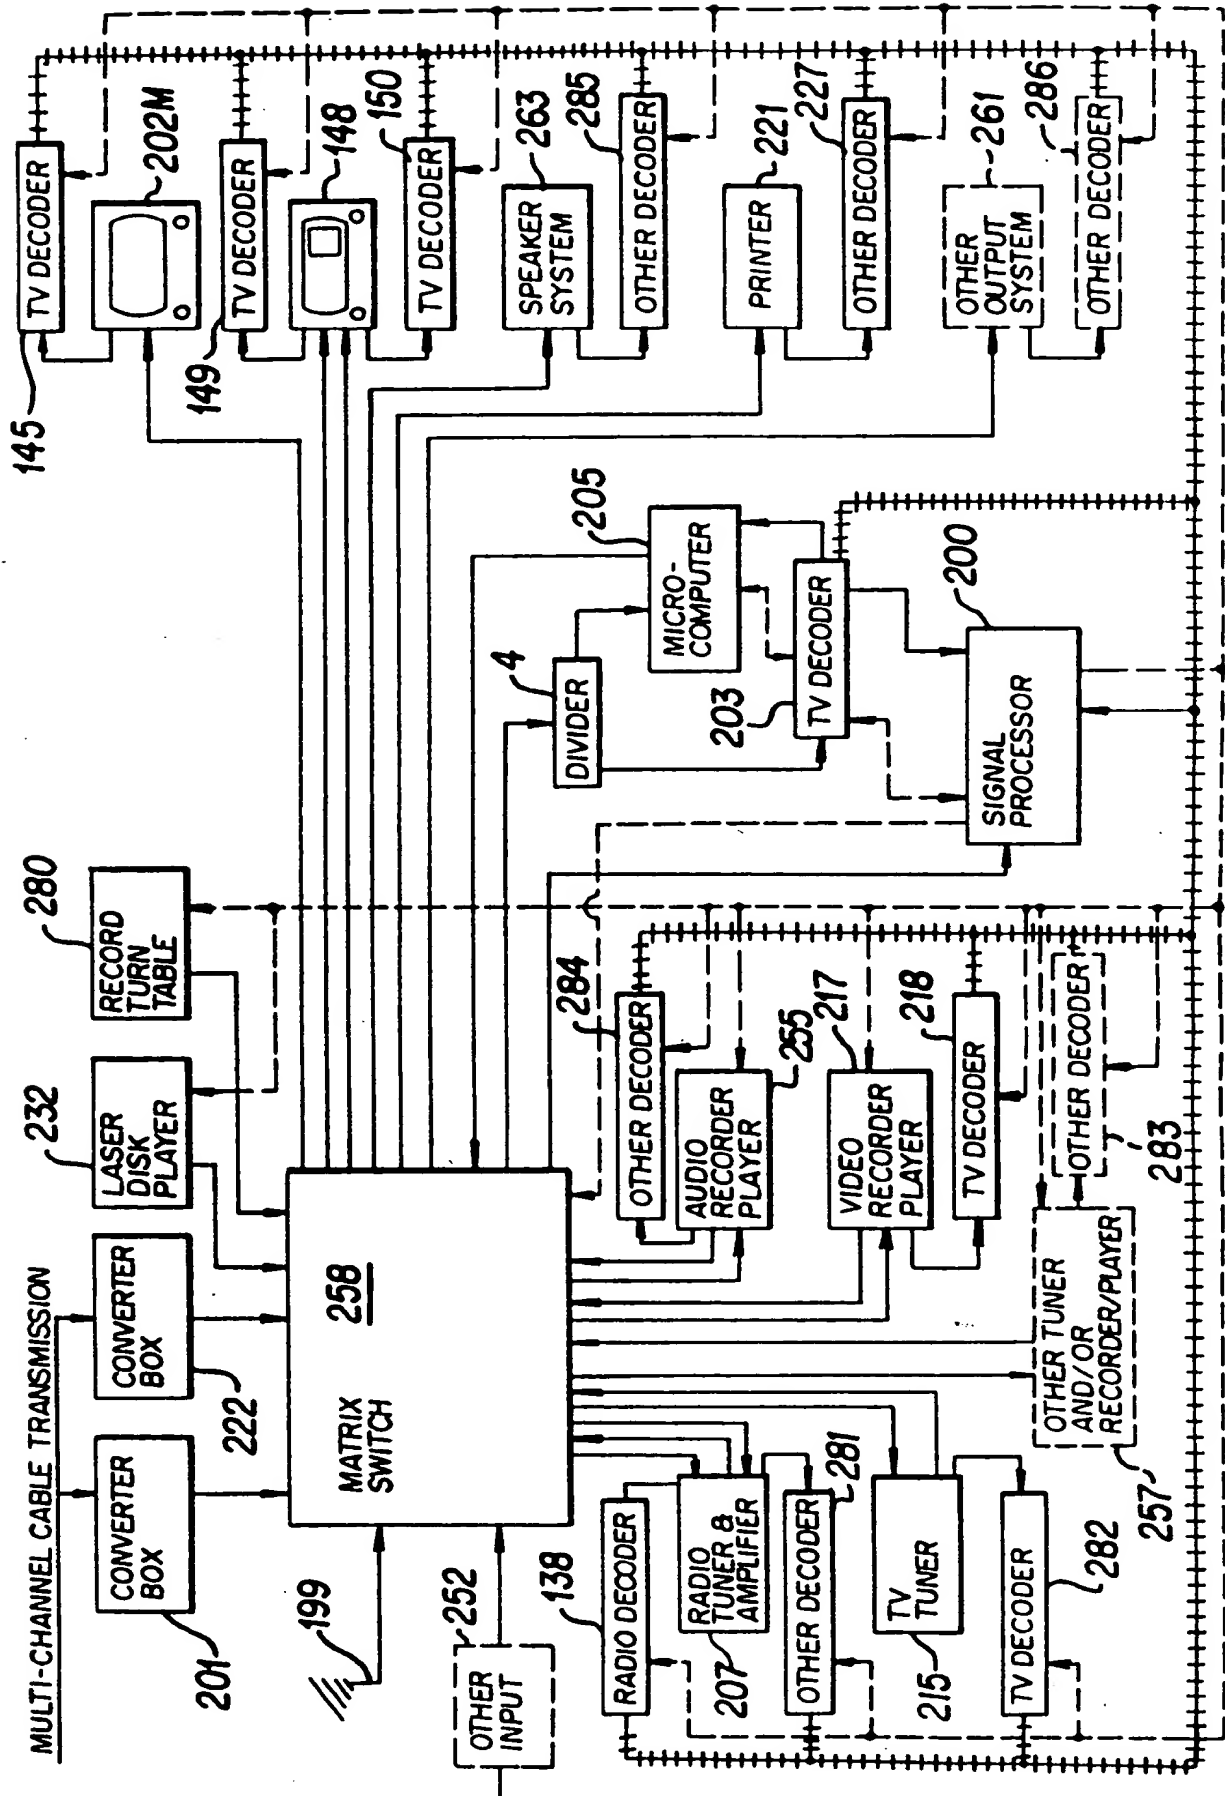 MULTI-CHANNEL CABLE TRANSMISSION
CONVERTER
BOX
201
CONVERTER
BOX
222
LASER
DISK
PLAYER
232
RECORD
TURN
TABLE
280
199
OTHER
INPUT
252
MATRIX
SWITCH
258
DIVIDER
4
MICRO-
COMPUTER
205
TV DECODER
203
SIGNAL
PROCESSOR
200
145
TV DECODER
202M
149
TV DECODER
148
TV DECODER
150
SPEAKER
SYSTEM
263
OTHER DECODER
285
PRINTER
221
OTHER DECODER
227
OTHER
OUTPUT
SYSTEM
261
OTHER DECODER
286
RADIO DECODER
138
RADIO
TUNER &
AMPLIFIER
207
OTHER DECODER
281
TV
TUNER
215
TV DECODER
282
OTHER DECODER
284
AUDIO
RECORDER
PLAYER
255
VIDEO
RECORDER
PLAYER
217
TV DECODER
218
OTHER TUNER
AND/OR
RECORDER/PLAYER
257
OTHER DECODER
283